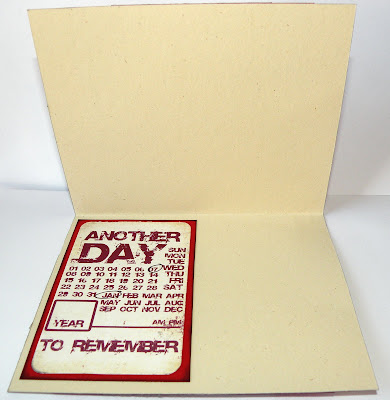 ANOTHER
DAY
SUN
MON
TUE
01 02 03 04 05 06 07 WED
08 09 10 11 12 13 14 THU
15 16 17 18 19 20 21 FRI
22 23 24 25 26 27 28 SAT
29 30 31 JAN FEB MAR APR
MAY JUN JUL AUG
SEP OCT NOV DEC
YEAR
AM PM
TO REMEMBER